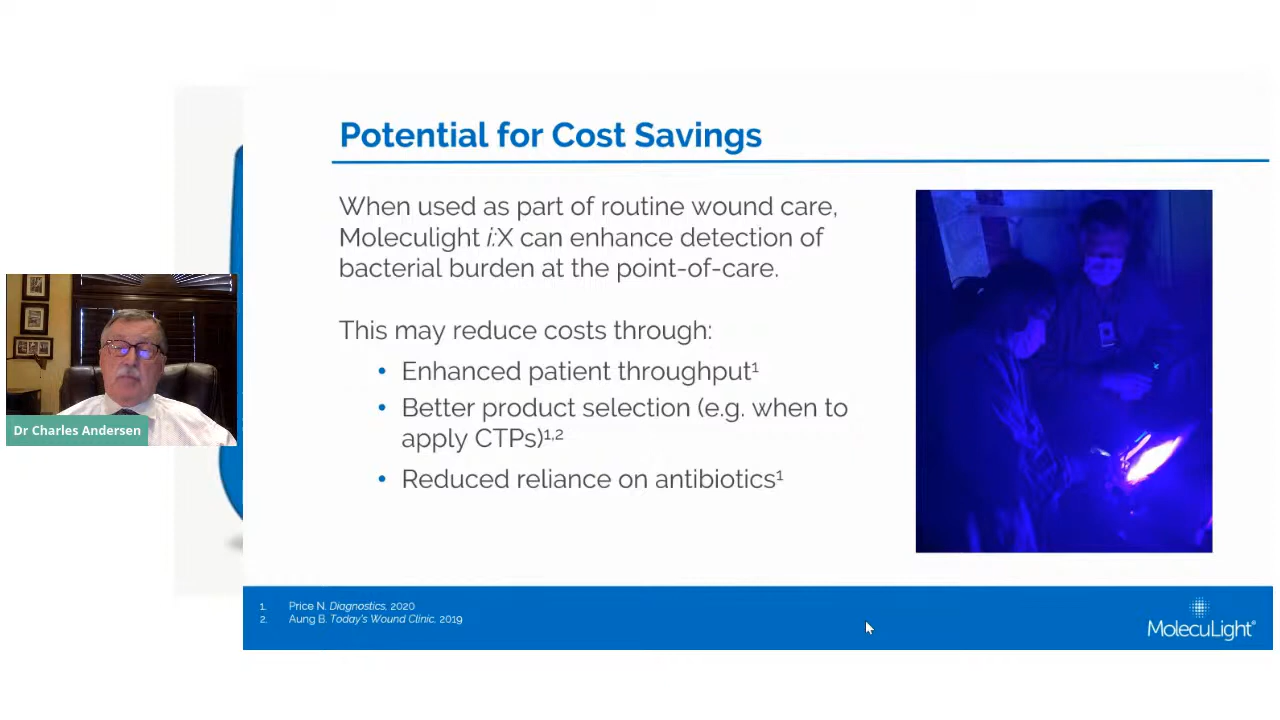 Potential for Cost Savings
When used as part of routine wound care,
Moleculight i:X can enhance detection of
bacterial burden at the point-of-care.
This may reduce costs through:
• Enhanced patient throughput¹
• Better product selection (e.g. when to
apply CTPs)¹,²
• Reduced reliance on antibiotics¹
Dr Charles Andersen
1. Price N. Diagnostics, 2020
2. Aung B. Today's Wound Clinic, 2019
MolecuLight®